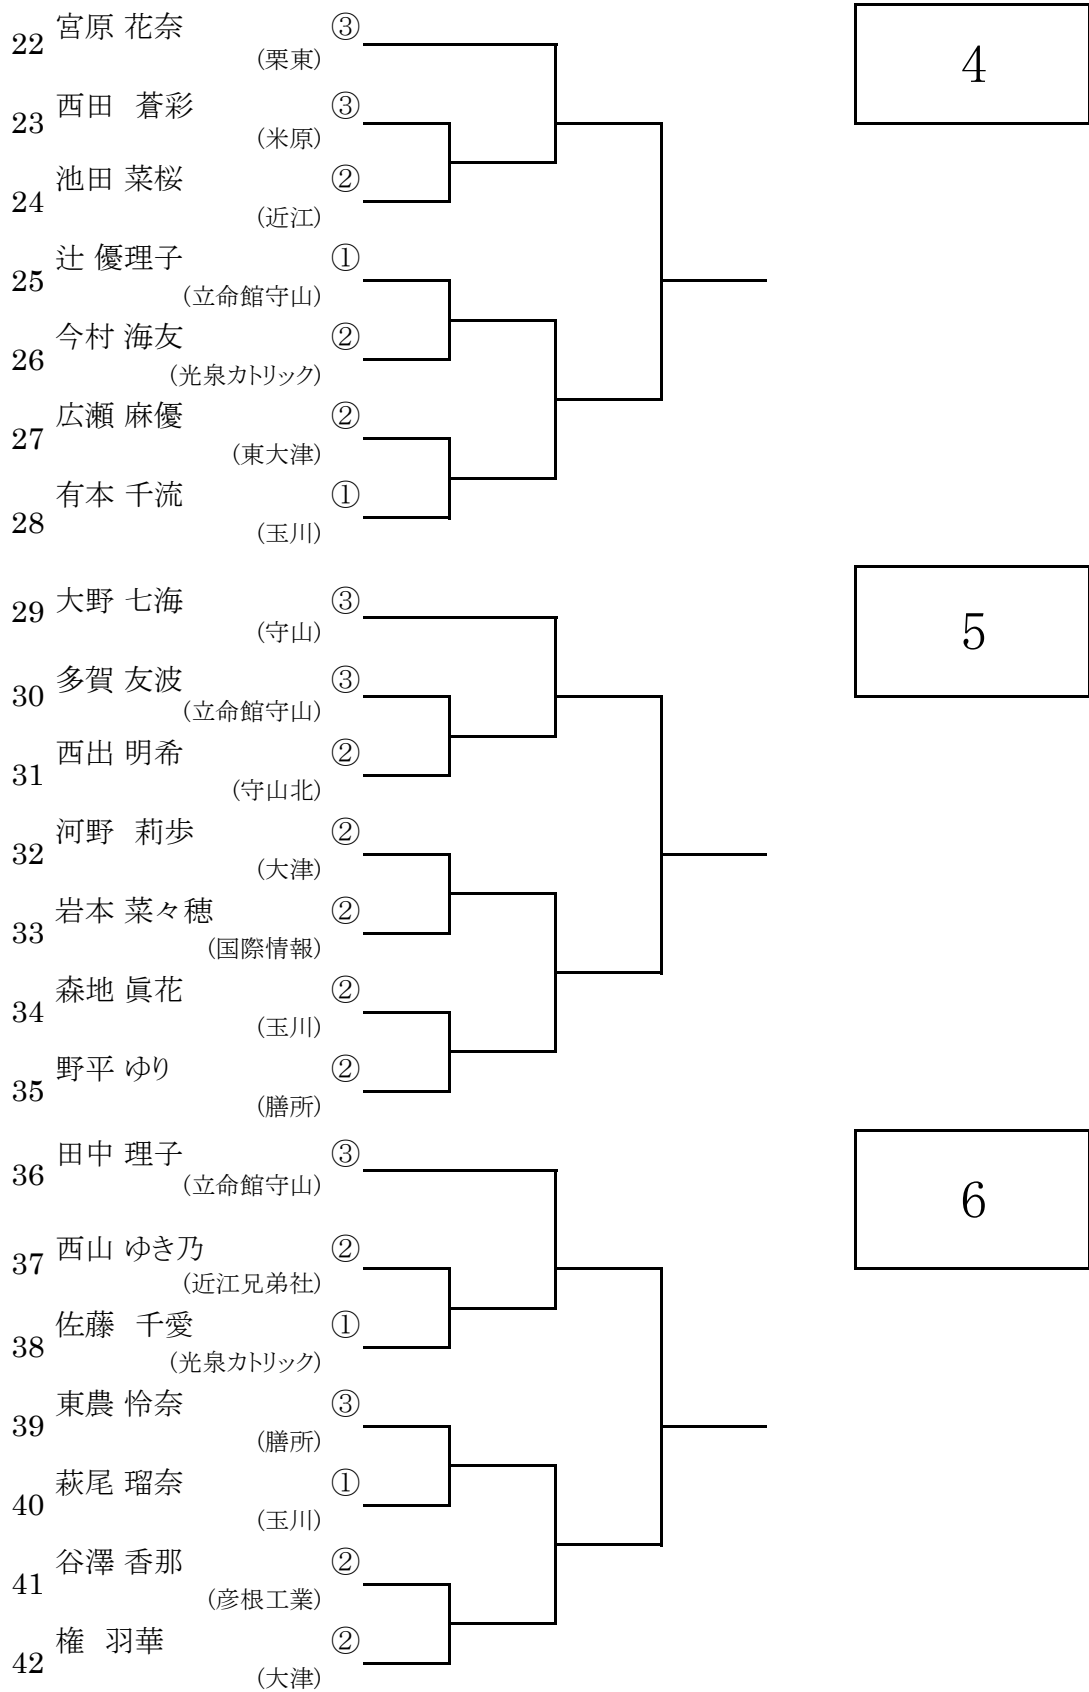 22 宮原 花奈 ③
(栗東)
4
23 西田 蒼彩 ③
(米原)
24 池田 菜桜 ②
(近江)
25 辻 優理子 ①
(立命館守山)
26 今村 海友 ②
(光泉カトリック)
27 広瀬 麻優 ②
(東大津)
28 有本 千流 ①
(玉川)
29 大野 七海 ③
(守山)
5
30 多賀 友波 ③
(立命館守山)
31 西出 明希 ②
(守山北)
32 河野 莉歩 ②
(大津)
33 岩本 菜々穂 ②
(国際情報)
34 森地 眞花 ②
(玉川)
35 野平 ゆり ②
(膳所)
36 田中 理子 ③
(立命館守山)
6
37 西山 ゆき乃 ②
(近江兄弟社)
38 佐藤 千愛 ①
(光泉カトリック)
39 東農 怜奈 ③
(膳所)
40 萩尾 瑠奈 ①
(玉川)
41 谷澤 香那 ②
(彦根工業)
42 権 羽華 ②
(大津)